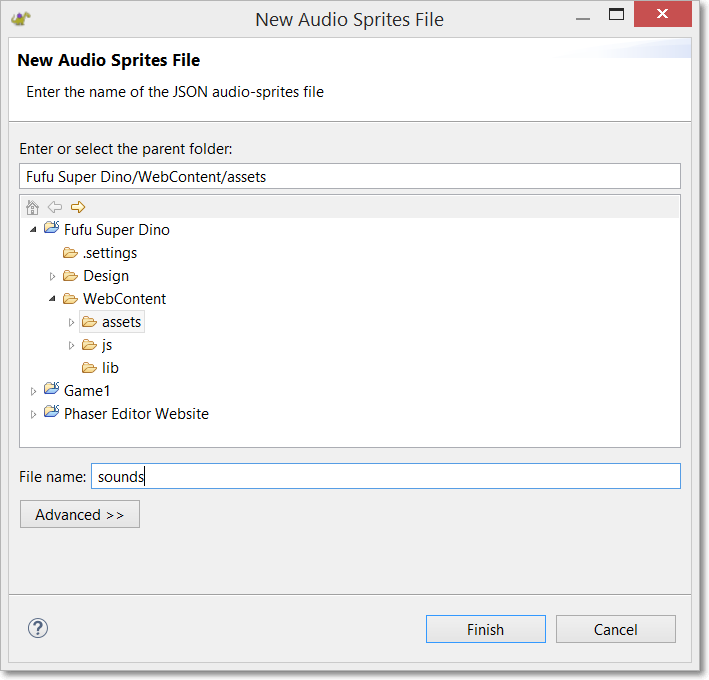 New Audio Sprites File
New Audio Sprites File
Enter the name of the JSON audio-sprites file
Enter or select the parent folder:
Fufu Super Dino/WebContent/assets
Fufu Super Dino
.settings
Design
WebContent
assets
js
lib
Game1
Phaser Editor Website
File name: sounds
Advanced >>
? Finish Cancel